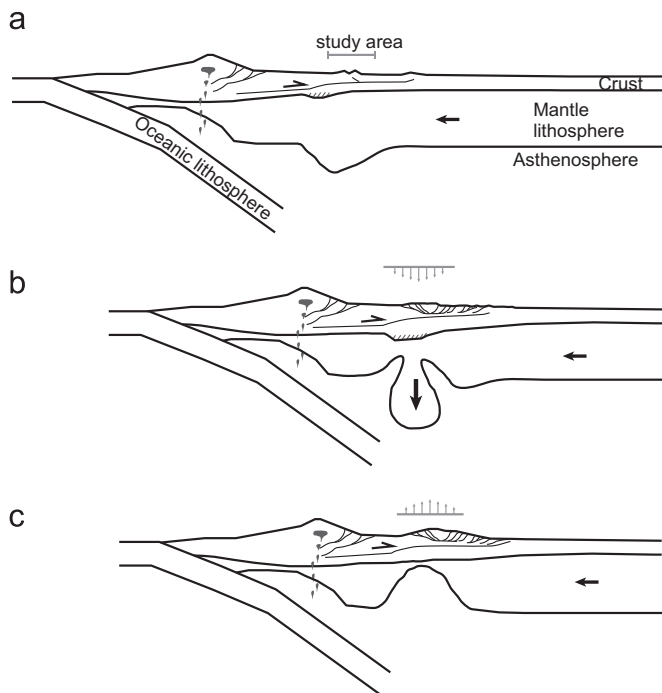 a
study area
Crust
Mantle
lithosphere
Oceanic lithosphere
Asthenosphere
b
c